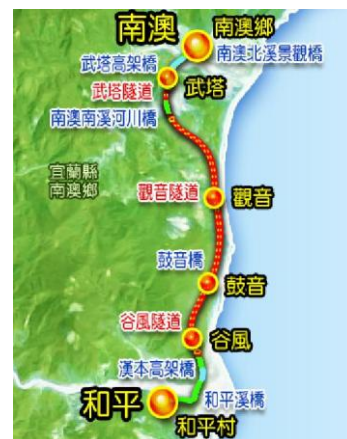 南澳
南澳鄉
南澳北溪景觀橋
武塔高架橋
武塔
武塔隧道
南澳南溪河川橋
宜蘭縣
南澳鄉
觀音隧道
觀音
鼓音橋
鼓音
谷風隧道
谷風
漢本高架橋
和平
和平溪橋
和平村